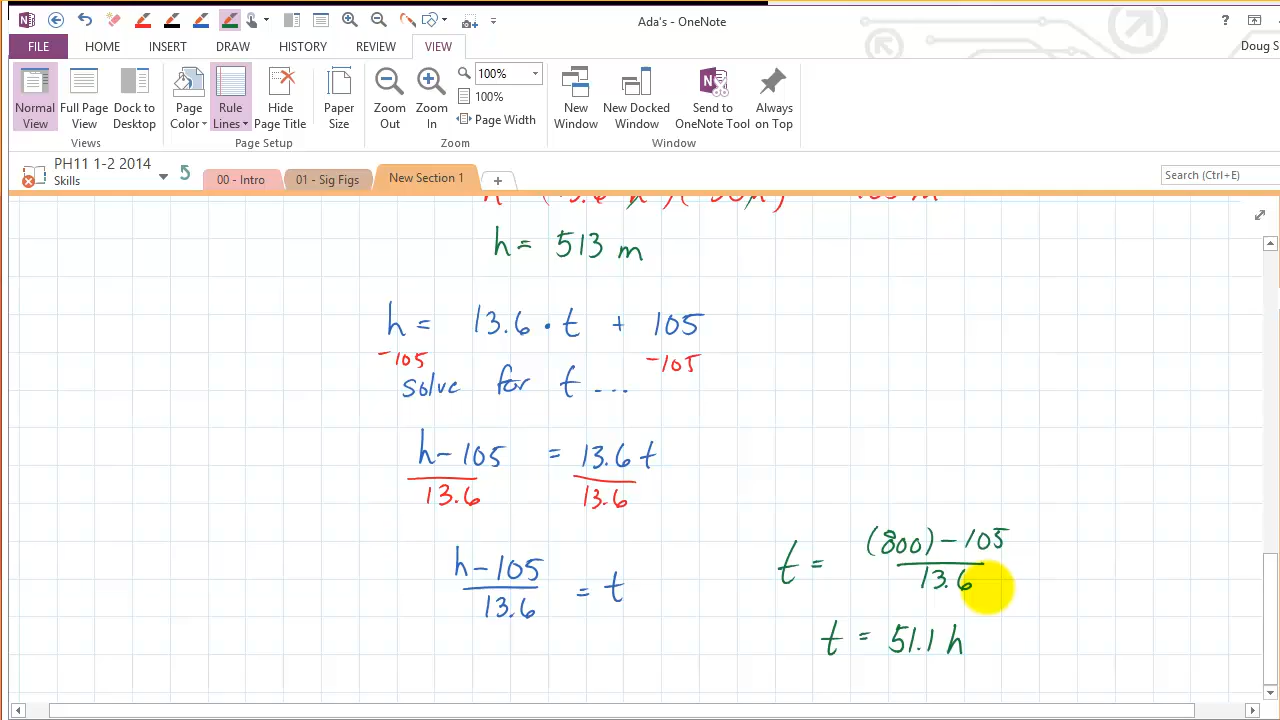 Ada's - OneNote
?
FILE HOME INSERT DRAW HISTORY REVIEW VIEW
Doug S
Normal View
Full Page View
Dock to Desktop
Page Color
Rule Lines
Hide Page Title
Paper Size
Zoom Out
Zoom In
100%
100%
Page Width
New Window
New Docked Window
Send to OneNote Tool
Always on Top
Views Page Setup Zoom Window
PH11 1-2 2014
Skills
00 - Intro 01 - Sig Figs New Section 1 +
Search (Ctrl+E)
h = 513 m
h = 13.6 • t + 105
-105 -105
solve for t ...
h - 105 = 13.6 t
13.6 13.6
h - 105
13.6
= t
t = (800) - 105
13.6
t = 51.1 h